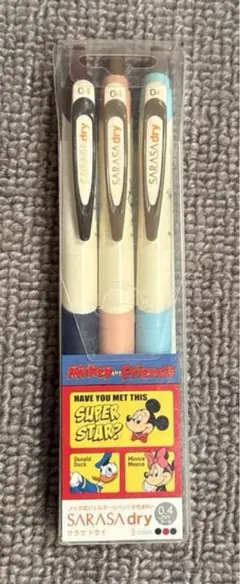 0.4
0.4
0.4
SARASA dry
SARASA dry
SARASA dry
Mickey and Friends
HAVE YOU MET THIS
SUPER
STAR?
Donald
Duck
Minnie
Mouse
SARASA dry
0.4
サラサ ドライ
3 colors